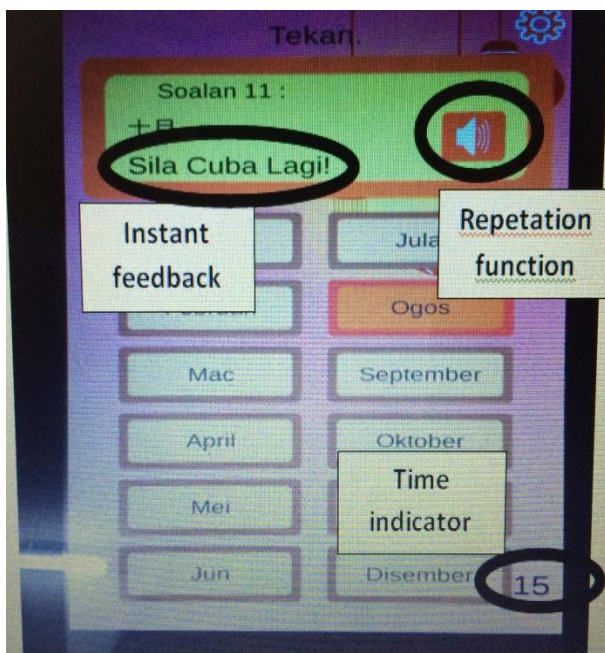 Tekan.
Soalan 11 :
十月
Sila Cuba Lagi!
Instant
feedback
Repetation
function
Jula
Ogos
Mac
September
April
Oktober
Time
indicator
Mei
Jun
Disember
15